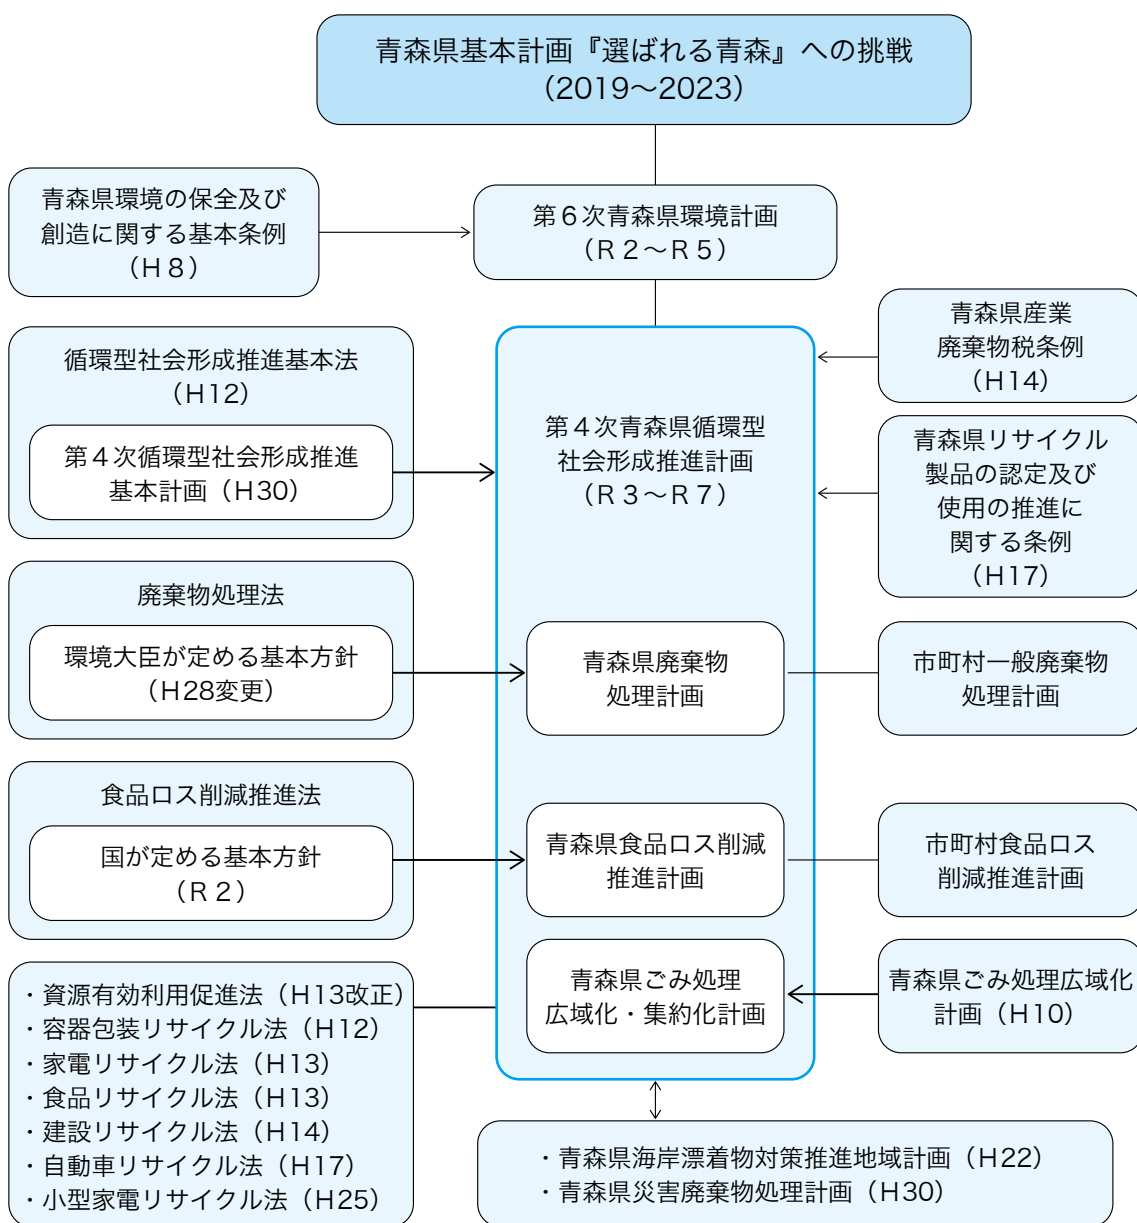 青森県基本計画『選ばれる青森』への挑戦
（2019～2023）
青森県環境の保全及び
創造に関する基本条例
（H８）
第６次青森県環境計画
（R２～R５）
青森県産業
廃棄物税条例
（H14）
循環型社会形成推進基本法
（H12）
第４次循環型社会形成推進
基本計画（H30）
第４次青森県循環型
社会形成推進計画
（R３～R７）
青森県リサイクル
製品の認定及び
使用の推進に
関する条例
（H17）
廃棄物処理法
環境大臣が定める基本方針
（H28変更）
青森県廃棄物
処理計画
市町村一般廃棄物
処理計画
食品ロス削減推進法
国が定める基本方針
（R２）
青森県食品ロス削減
推進計画
市町村食品ロス
削減推進計画
青森県ごみ処理
広域化・集約化計画
青森県ごみ処理広域化
計画（H10）
・資源有効利用促進法（H13改正）
・容器包装リサイクル法（H12）
・家電リサイクル法（H13）
・食品リサイクル法（H13）
・建設リサイクル法（H14）
・自動車リサイクル法（H17）
・小型家電リサイクル法（H25）
・青森県海岸漂着物対策推進地域計画（H22）
・青森県災害廃棄物処理計画（H30）